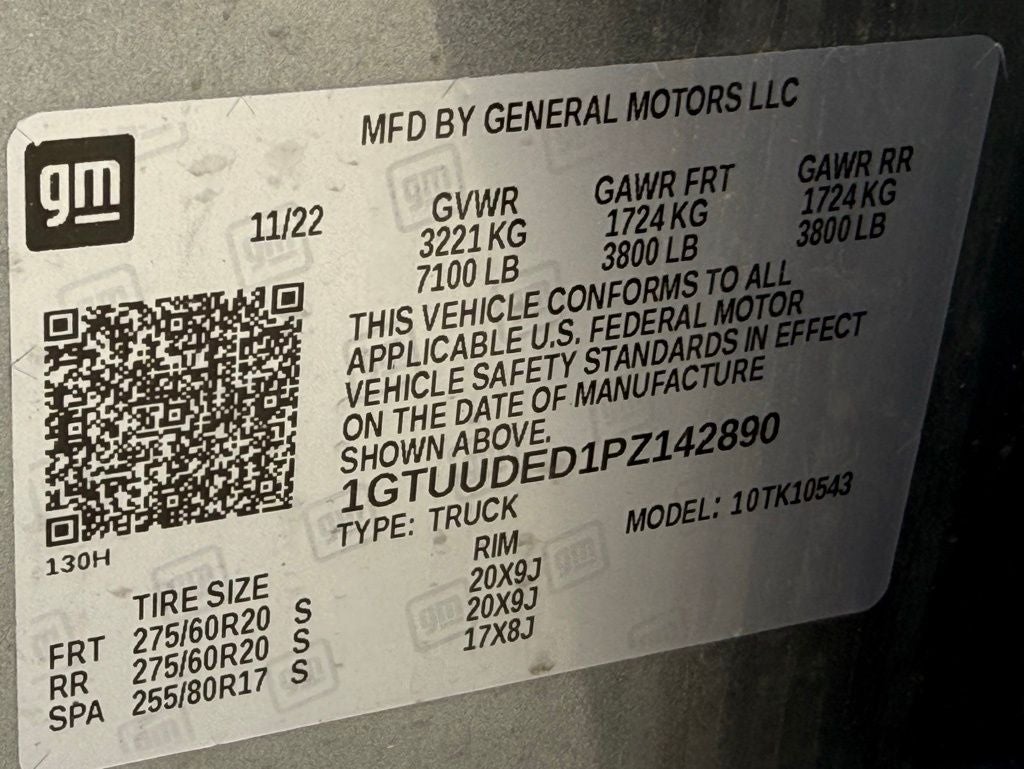 gm
MFD BY GENERAL MOTORS LLC
11/22
GVWR
3221 KG
7100 LB
GAWR FRT
1724 KG
3800 LB
GAWR RR
1724 KG
3800 LB
THIS VEHICLE CONFORMS TO ALL
APPLICABLE U.S. FEDERAL MOTOR
VEHICLE SAFETY STANDARDS IN EFFECT
ON THE DATE OF MANUFACTURE
SHOWN ABOVE.
1GTUUDED1PZ142890
TYPE: TRUCK
MODEL: 10TK10543
130H
TIRE SIZE RIM
FRT 275/60R20 S 20X9J
RR 275/60R20 S 20X9J
SPA 255/80R17 S 17X8J